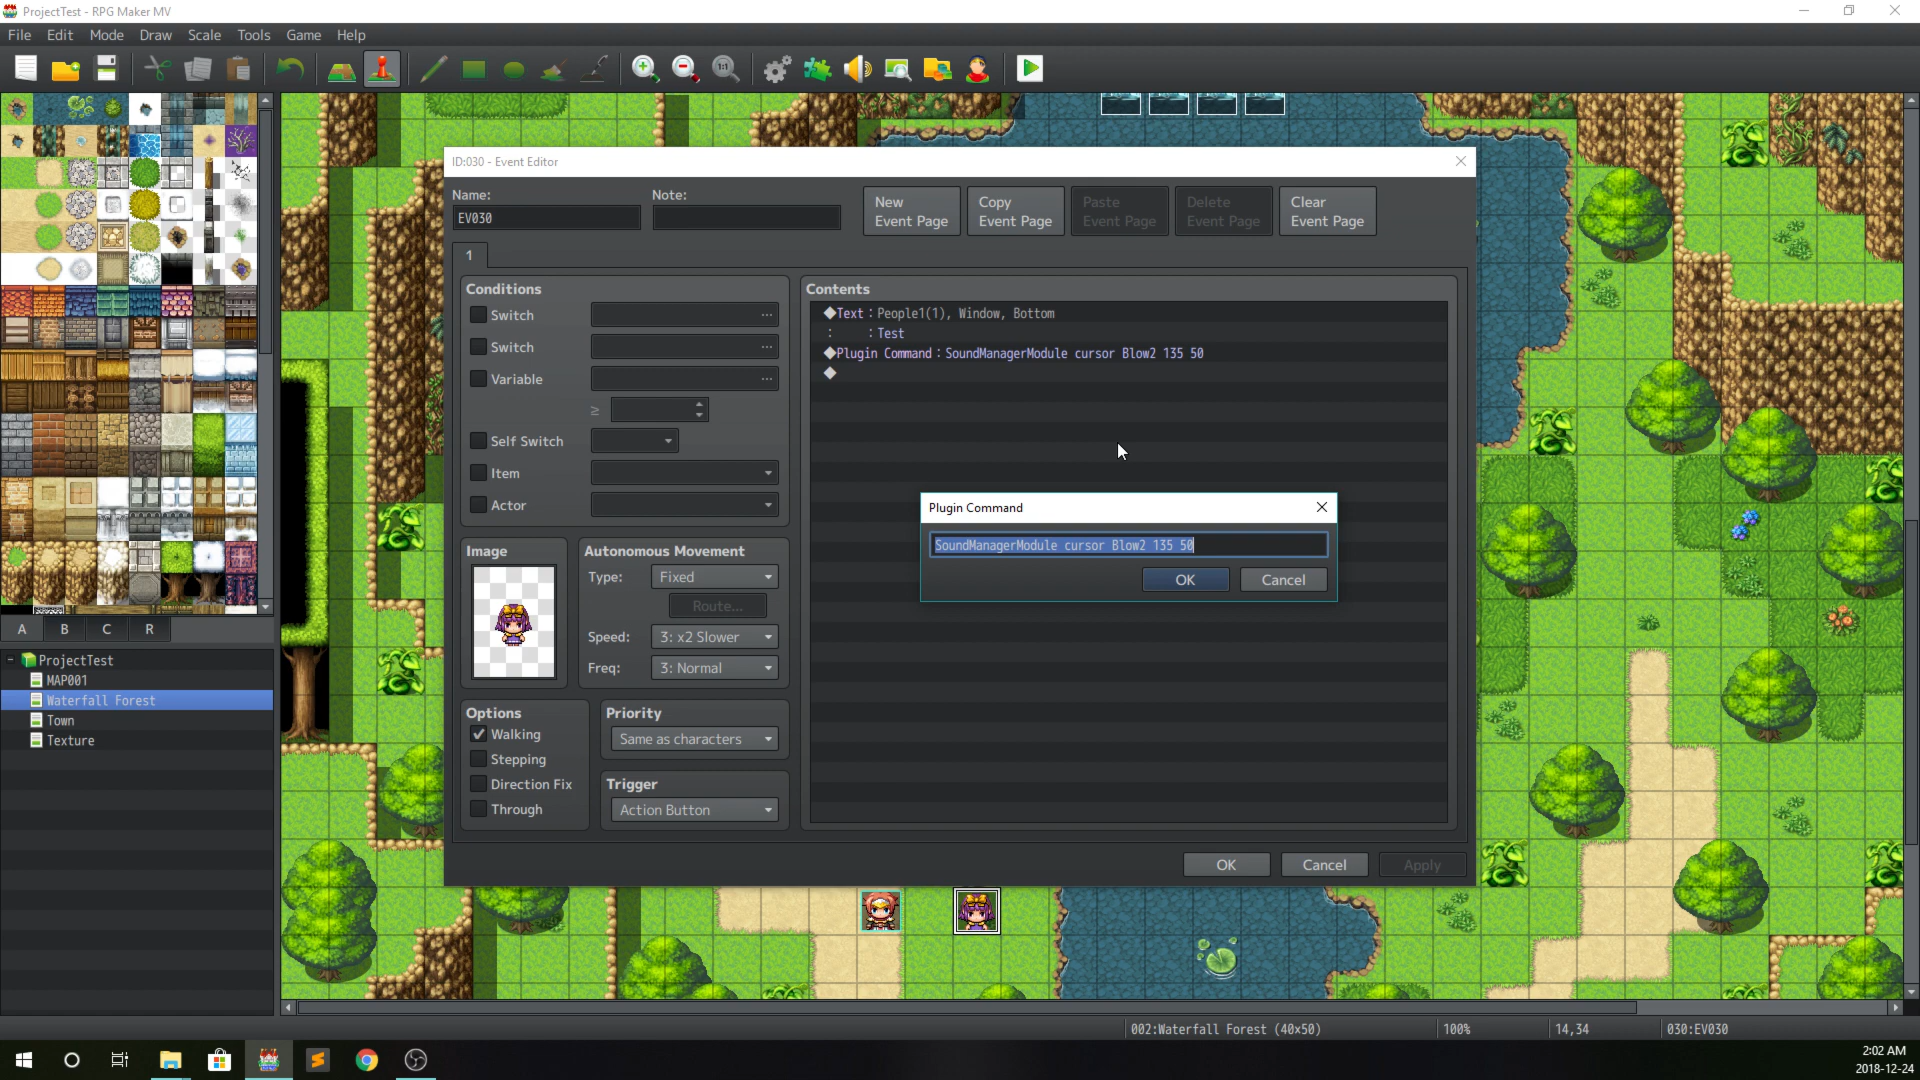 ProjectTest - RPG Maker MV
File Edit Mode Draw Scale Tools Game Help
1:1
ID:030 - Event Editor
Name:
Note:
EV030
New Event Page
Copy Event Page
Paste Event Page
Delete Event Page
Clear Event Page
1
Conditions
Switch ...
Switch ...
Variable ...
≥
Self Switch
Item
Actor
Contents
◆Text : People1(1), Window, Bottom
: : Test
◆Plugin Command : SoundManagerModule cursor Blow2 135 50
◆
Plugin Command
SoundManagerModule cursor Blow2 135 50
OK Cancel
Image
Autonomous Movement
Type: Fixed
Route...
Speed: 3: x2 Slower
Freq: 3: Normal
Options
Walking
Stepping
Direction Fix
Through
Priority
Same as characters
Trigger
Action Button
OK Cancel Apply
A B C R
ProjectTest
MAP001
Waterfall Forest
Town
Texture
002:Waterfall Forest (40x50) 100% 14,34 030:EV030
2:02 AM
2018-12-24